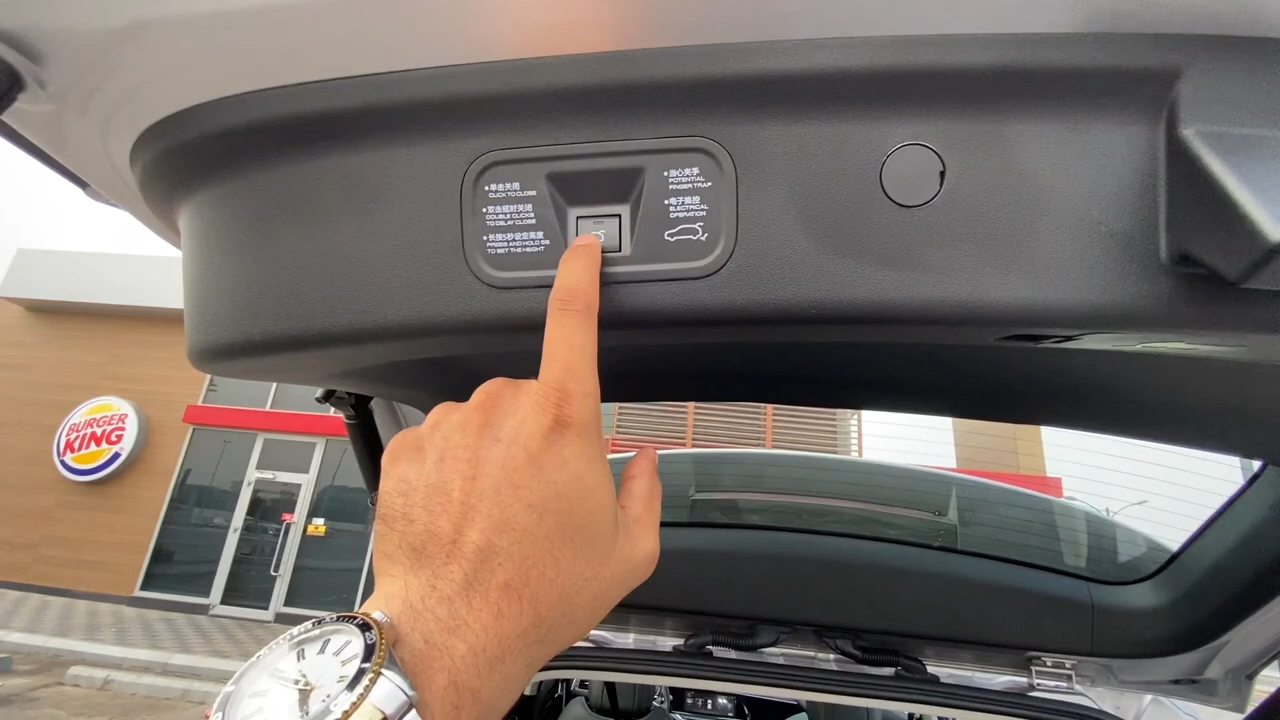 单击关闭
CLICK TO CLOSE
双击延时关闭
DOUBLE CLICKS
TO DELAY CLOSE
长按5秒设定高度
PRESS AND HOLD 5S
TO SET THE HEIGHT
当心夹手
POTENTIAL
FINGER TRAP
电子操控
ELECTRICAL
OPERATION
BURGER
KING